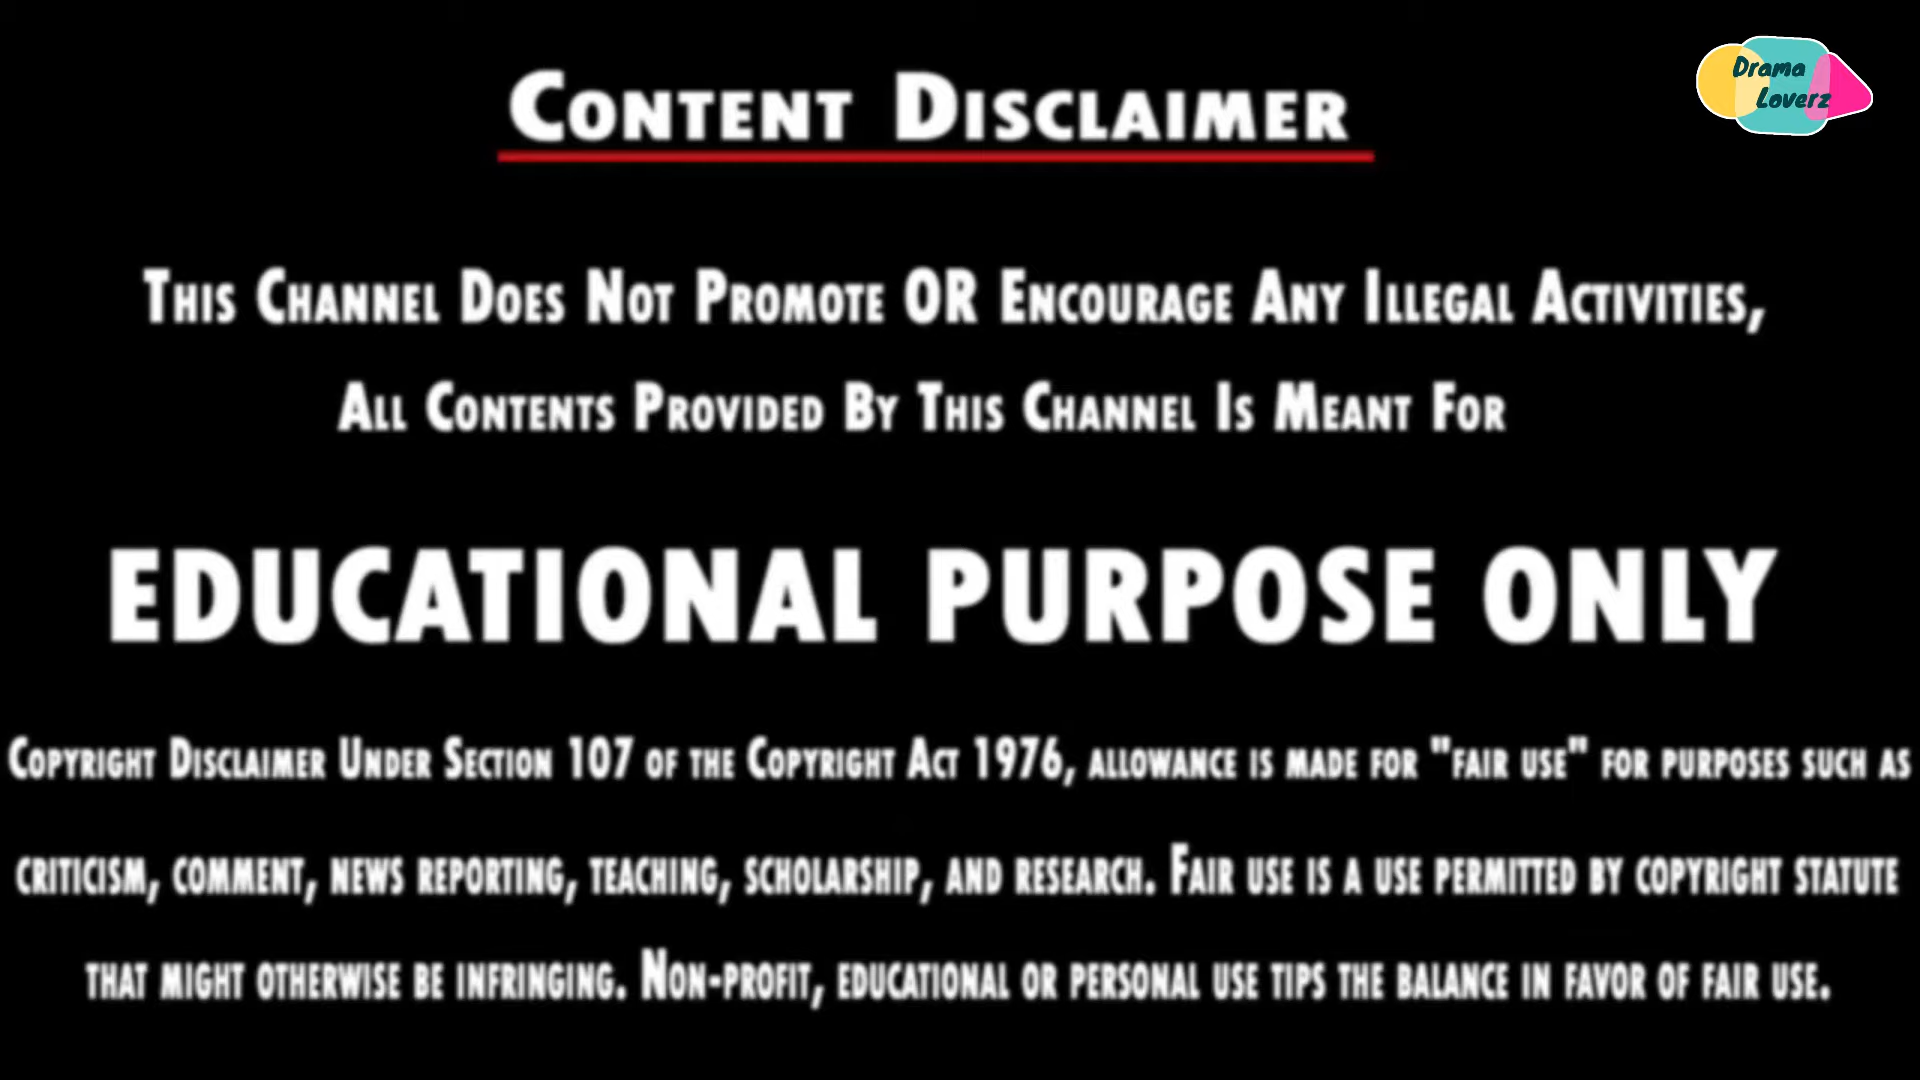 Content Disclaimer
Drama
Loverz
This Channel Does Not Promote OR Encourage Any Illegal Activities,
All Contents Provided By This Channel Is Meant For
EDUCATIONAL PURPOSE ONLY
Copyright Disclaimer Under Section 107 of the Copyright Act 1976, allowance is made for "fair use" for purposes such as
criticism, comment, news reporting, teaching, scholarship, and research. Fair use is a use permitted by copyright statute
that might otherwise be infringing. Non-profit, educational or personal use tips the balance in favor of fair use.